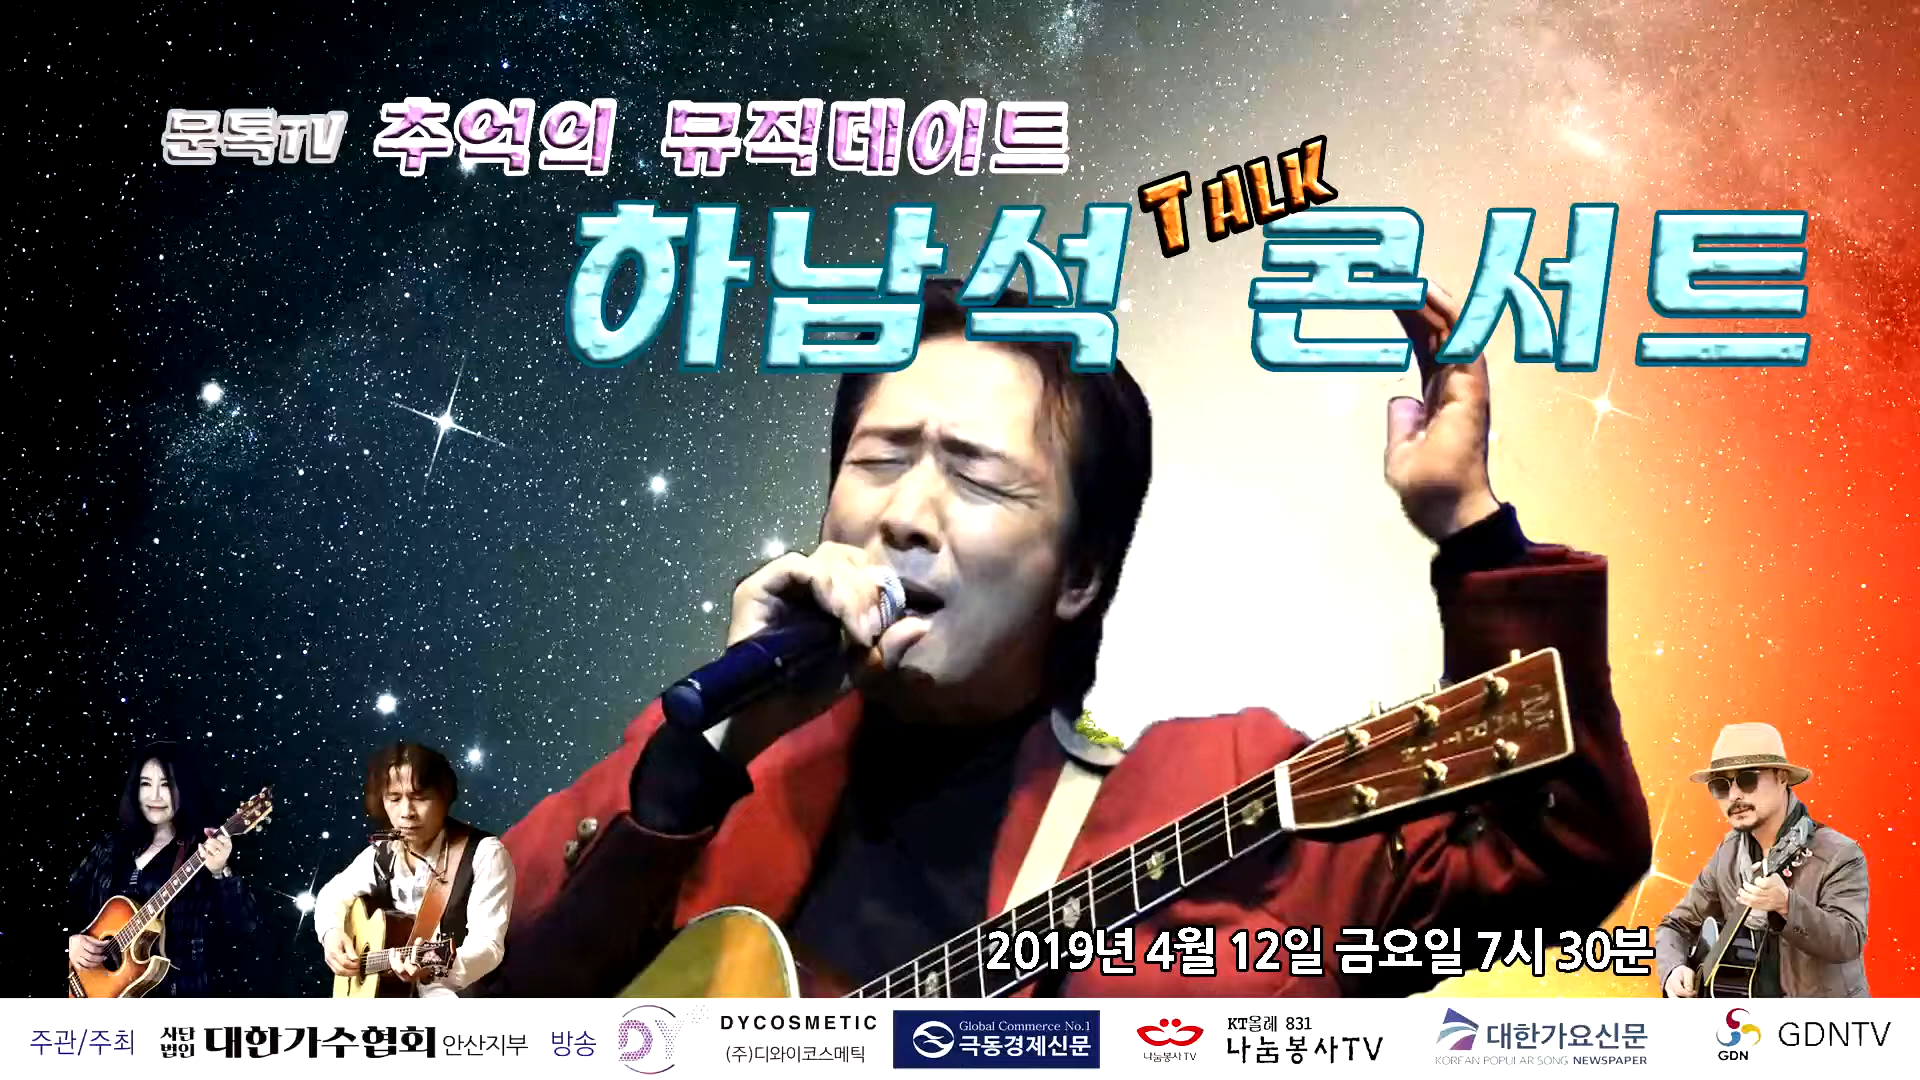 문톡TV 추억의 뮤직데이트
하남석 TALK 콘서트
2019년 4월 12일 금요일 7시 30분
주관/주최 사단법인 대한가수협회 안산지부 방송
DY
DYCOSMETIC
(주)디와이코스메틱
Global Commerce No.1
극동경제신문
나눔봉사TV
KT올레 831
나눔봉사TV
대한가요신문
KOREAN POPULAR SONG NEWSPAPER
GDN
GDNTV